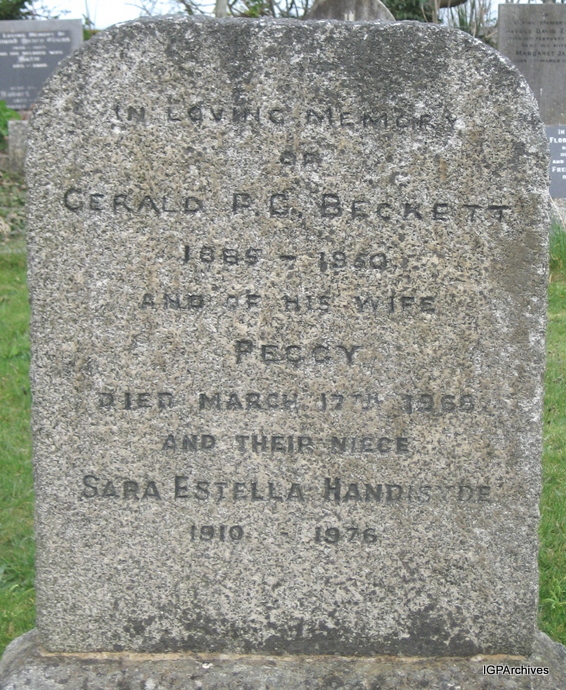 IN LOVING MEMORY
OF
GERALD P. G. BECKETT
1885 - 1950
AND OF HIS WIFE
PEGGY
DIED MARCH 17TH 1966
AND THEIR NIECE
SARA ESTELLA HANDISYDE
1910 - 1976
IGPArchives